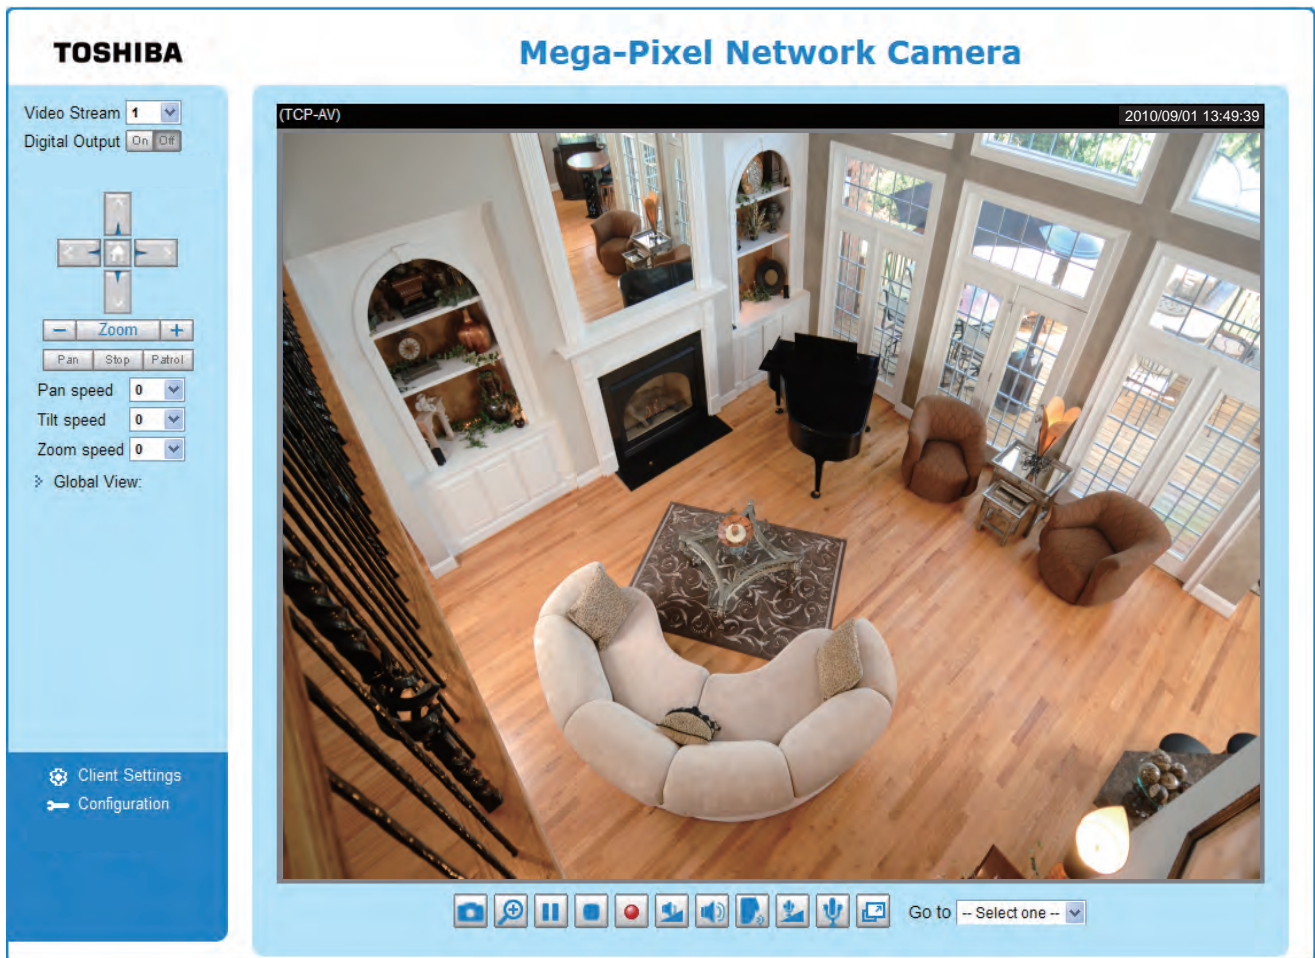 TOSHIBA
Mega-Pixel Network Camera
Video Stream 1
Digital Output On Off
(TCP-AV) 2010/09/01 13:49:39
− Zoom +
Pan Stop Patrol
Pan speed 0
Tilt speed 0
Zoom speed 0
Global View:
Client Settings
Configuration
Go to -- Select one --